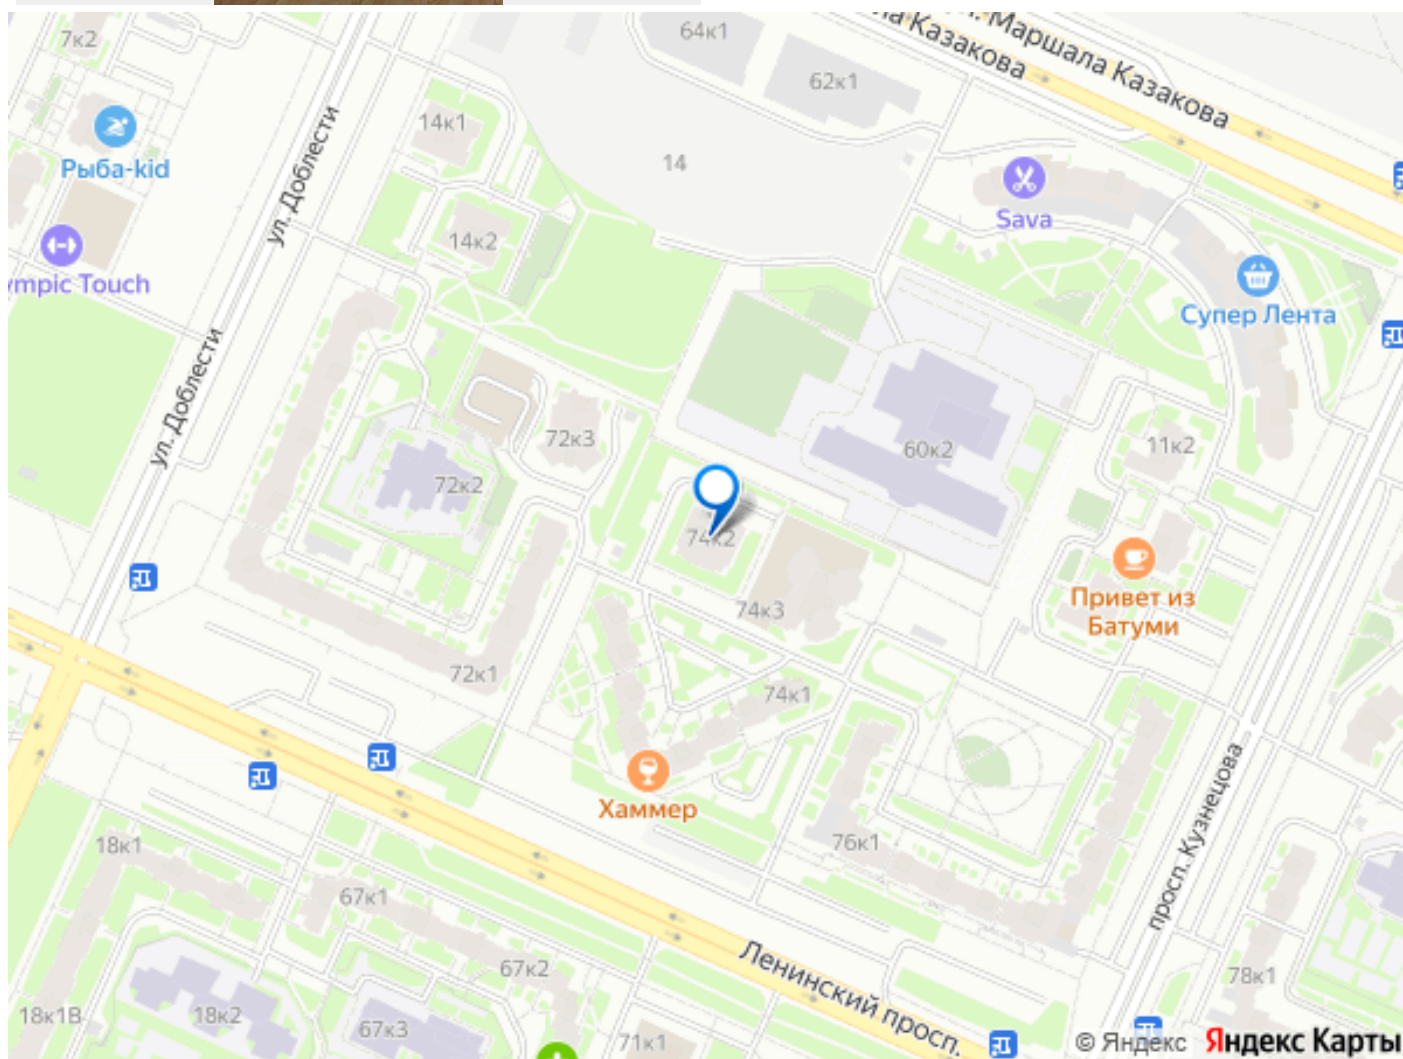 7к2
64к1
ул. Маршала Казакова
Казакова
62к1
14к1
Рыба-kid
14
ул. Доблести
Sava
14к2
ympic Touch
Супер Лента
ул. Доблести
72к3
60к2
11к2
72к2
74к2
74к3
Привет из
Батуми
72к1
74к1
Хаммер
просп. Кузнецова
76к1
18к1
67к1
67к2
Ленинский просп.
78к1
18к1В
18к2
67к3
71к1
© Яндекс Яндекс Карты